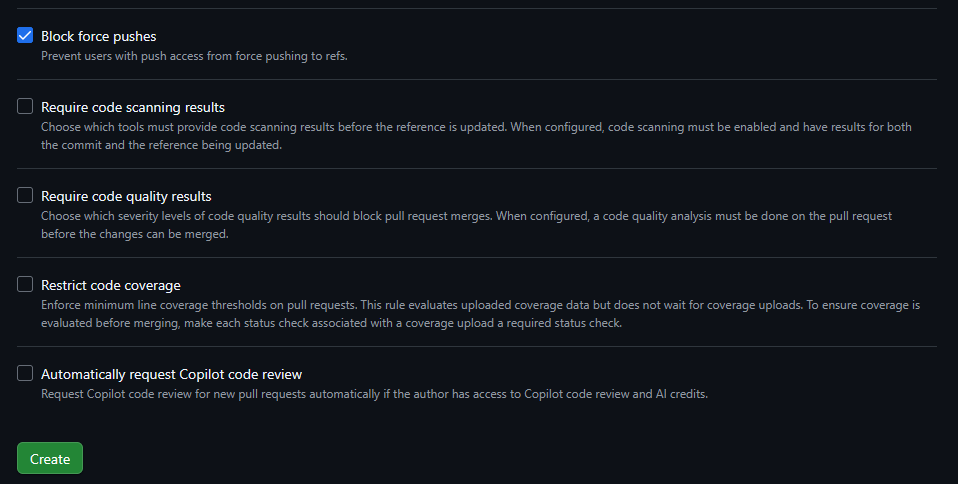 Block force pushes
Prevent users with push access from force pushing to refs.
Require code scanning results
Choose which tools must provide code scanning results before the reference is updated. When configured, code scanning must be enabled and have results for both
the commit and the reference being updated.
Require code quality results
Choose which severity levels of code quality results should block pull request merges. When configured, a code quality analysis must be done on the pull request
before the changes can be merged.
Restrict code coverage
Enforce minimum line coverage thresholds on pull requests. This rule evaluates uploaded coverage data but does not wait for coverage uploads. To ensure coverage is
evaluated before merging, make each status check associated with a coverage upload a required status check.
Automatically request Copilot code review
Request Copilot code review for new pull requests automatically if the author has access to Copilot code review and AI credits.
Create